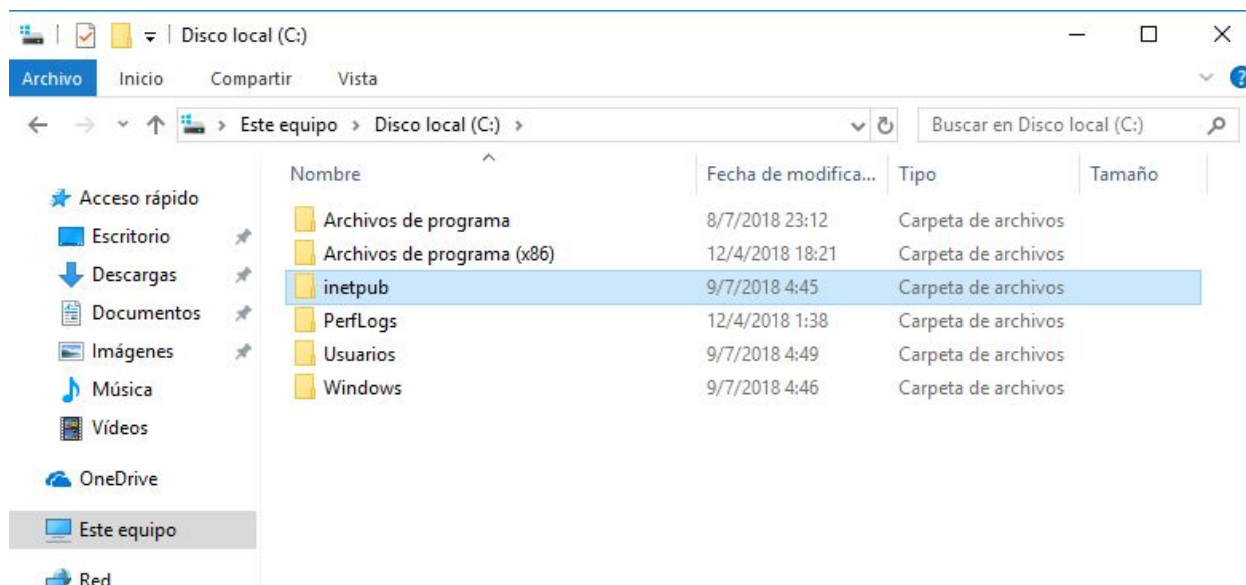 Disco local (C:)
Archivo Inicio Compartir Vista
Este equipo Disco local (C:) Buscar en Disco local (C:)
Nombre Fecha de modifica... Tipo Tamaño
Acceso rápido
Escritorio
Descargas
Documentos
Imágenes
Música
Vídeos
OneDrive
Este equipo
Red
Archivos de programa 8/7/2018 23:12 Carpeta de archivos
Archivos de programa (x86) 12/4/2018 18:21 Carpeta de archivos
inetpub 9/7/2018 4:45 Carpeta de archivos
PerfLogs 12/4/2018 1:38 Carpeta de archivos
Usuarios 9/7/2018 4:49 Carpeta de archivos
Windows 9/7/2018 4:46 Carpeta de archivos